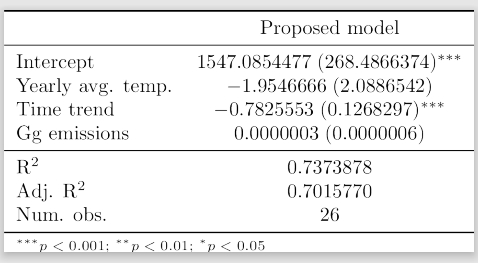 Proposed model
Intercept 1547.0854477 (268.4866374)***
Yearly avg. temp. −1.9546666 (2.0886542)
Time trend −0.7825553 (0.1268297)***
Gg emissions 0.0000003 (0.0000006)
R² 0.7373878
Adj. R² 0.7015770
Num. obs. 26
***p < 0.001; **p < 0.01; *p < 0.05